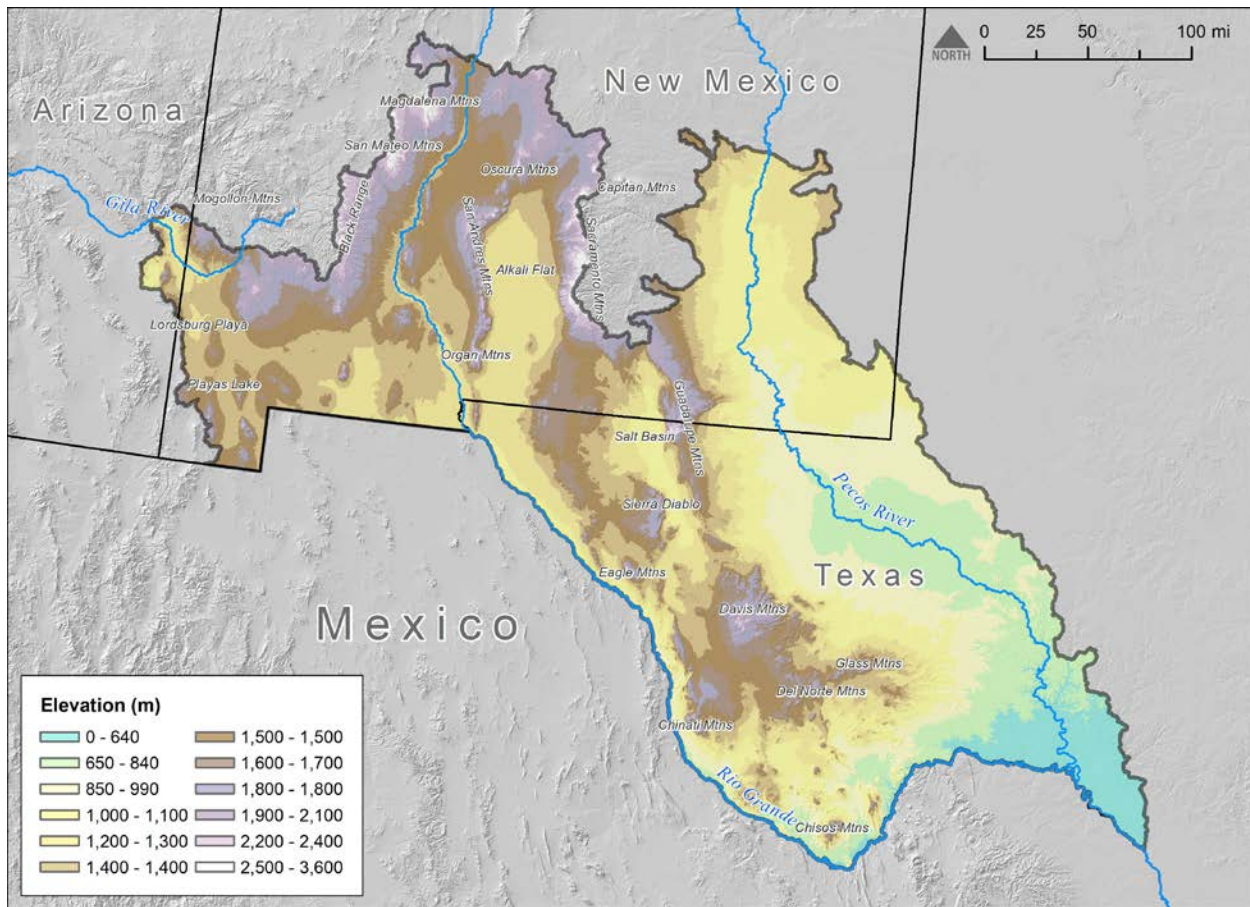 0 25 50 100 mi
NORTH
New Mexico
Arizona
Magdalena Mtns
San Mateo Mtns
Oscura Mtns
Capitan Mtns
Mogollon Mtns
Gila River
Black Range
San Andres Mtns
Sacramento Mtns
Alkali Flat
Lordsburg Playa
Organ Mtns
Playas Lake
Guadalupe Mtns
Salt Basin
Sierra Diablo
Pecos River
Eagle Mtns
Texas
Davis Mtns
Mexico
Glass Mtns
Del Norte Mtns
Chinati Mtns
Rio Grande
Chisos Mtns
Elevation (m)
0 - 640
650 - 840
850 - 990
1,000 - 1,100
1,200 - 1,300
1,400 - 1,400
1,500 - 1,500
1,600 - 1,700
1,800 - 1,800
1,900 - 2,100
2,200 - 2,400
2,500 - 3,600